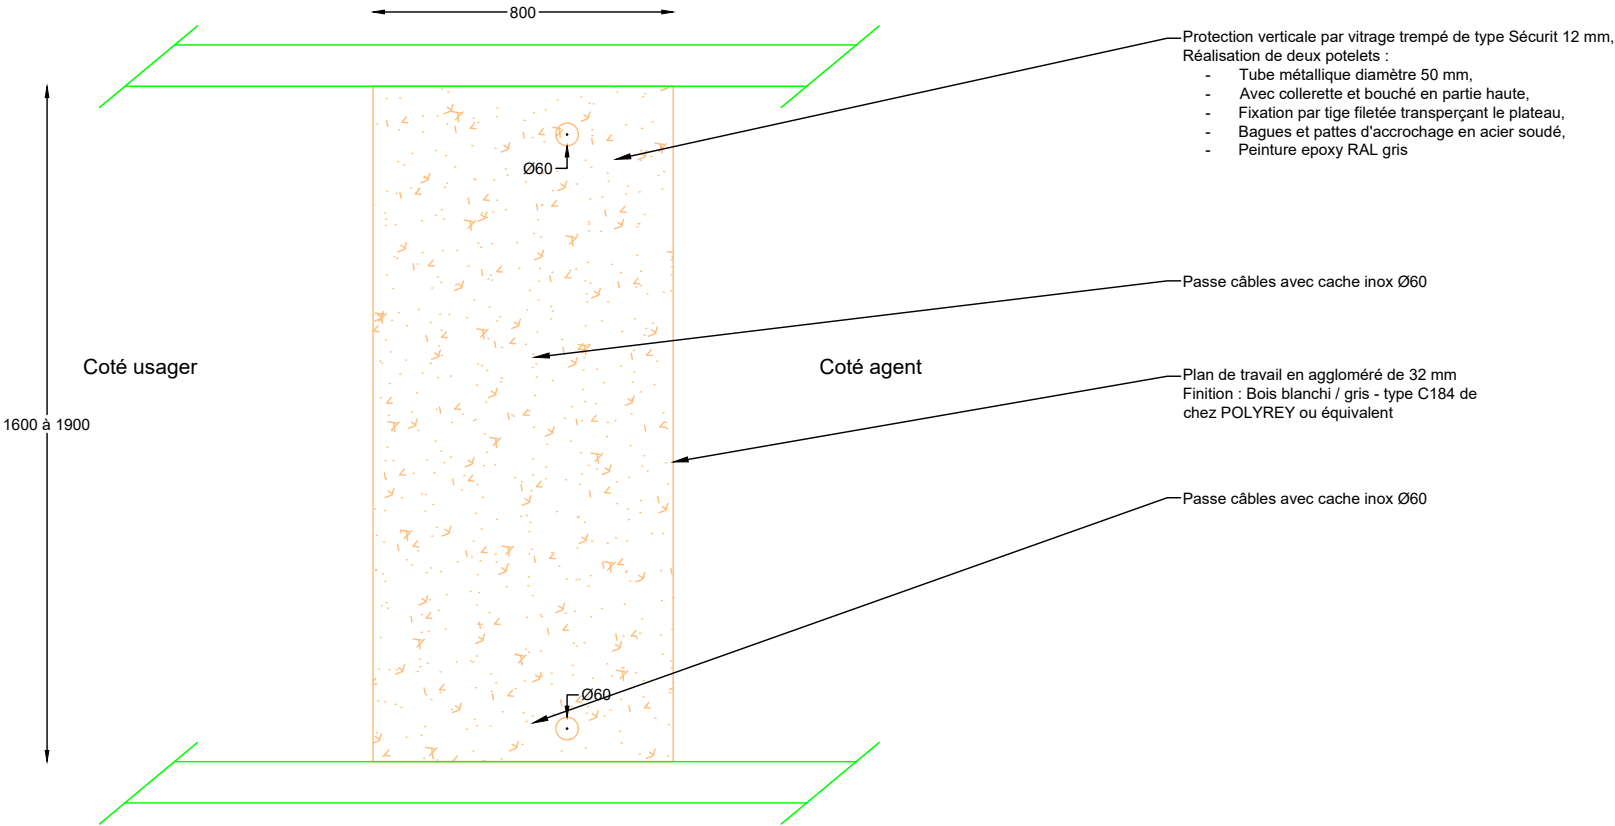 800
Protection verticale par vitrage trempé de type Sécurit 12 mm,
Réalisation de deux potelets :
- Tube métallique diamètre 50 mm,
- Avec collerette et bouché en partie haute,
- Fixation par tige filetée transperçant le plateau,
- Bagues et pattes d'accrochage en acier soudé,
- Peinture epoxy RAL gris
Ø60
Passe câbles avec cache inox Ø60
Coté usager
Coté agent
Plan de travail en aggloméré de 32 mm
Finition : Bois blanchi / gris - type C184 de
chez POLYREY ou équivalent
1600 à 1900
Passe câbles avec cache inox Ø60
Ø60